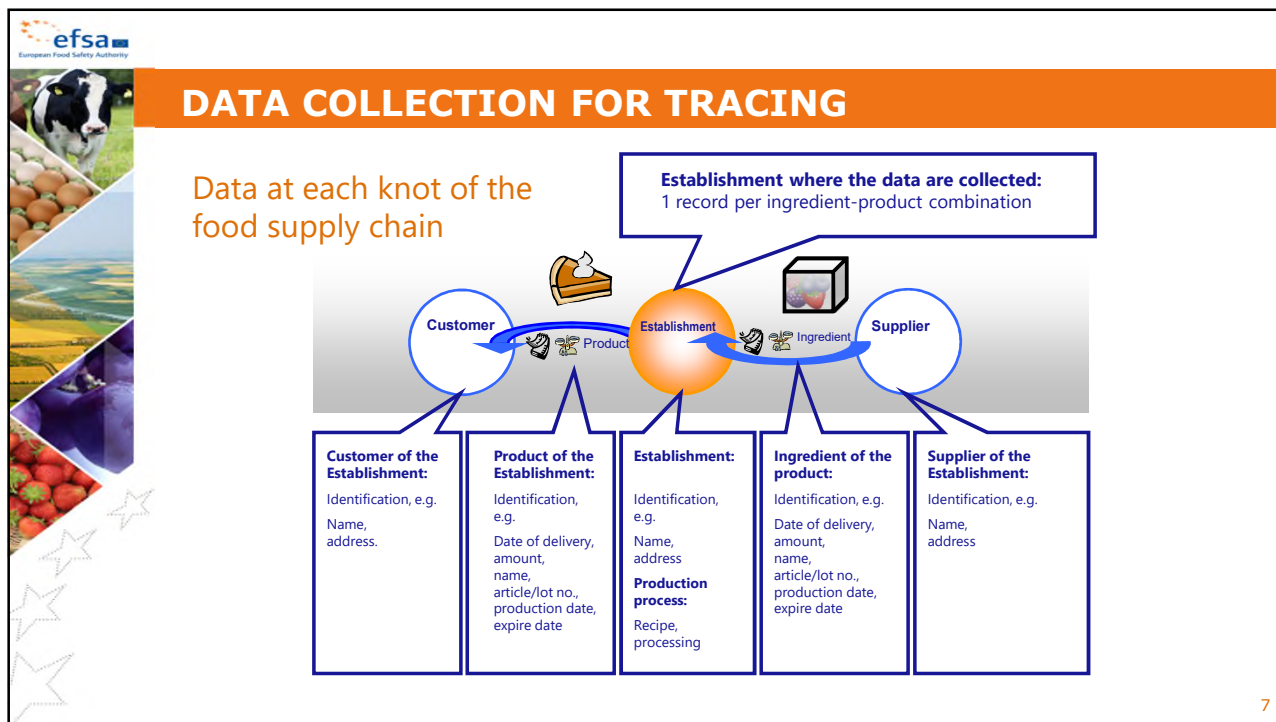 efsa
European Food Safety Authority
DATA COLLECTION FOR TRACING
Data at each knot of the
food supply chain
Establishment where the data are collected:
1 record per ingredient-product combination
Customer
Product
Establishment
Ingredient
Supplier
Customer of the
Establishment:
Identification, e.g.
Name,
address.
Product of the
Establishment:
Identification,
e.g.
Date of delivery,
amount,
name,
article/lot no.,
production date,
expire date
Establishment:
Identification,
e.g.
Name,
address
Production
process:
Recipe,
processing
Ingredient of the
product:
Identification, e.g.
Date of delivery,
amount,
name,
article/lot no.,
production date,
expire date
Supplier of the
Establishment:
Identification, e.g.
Name,
address
7